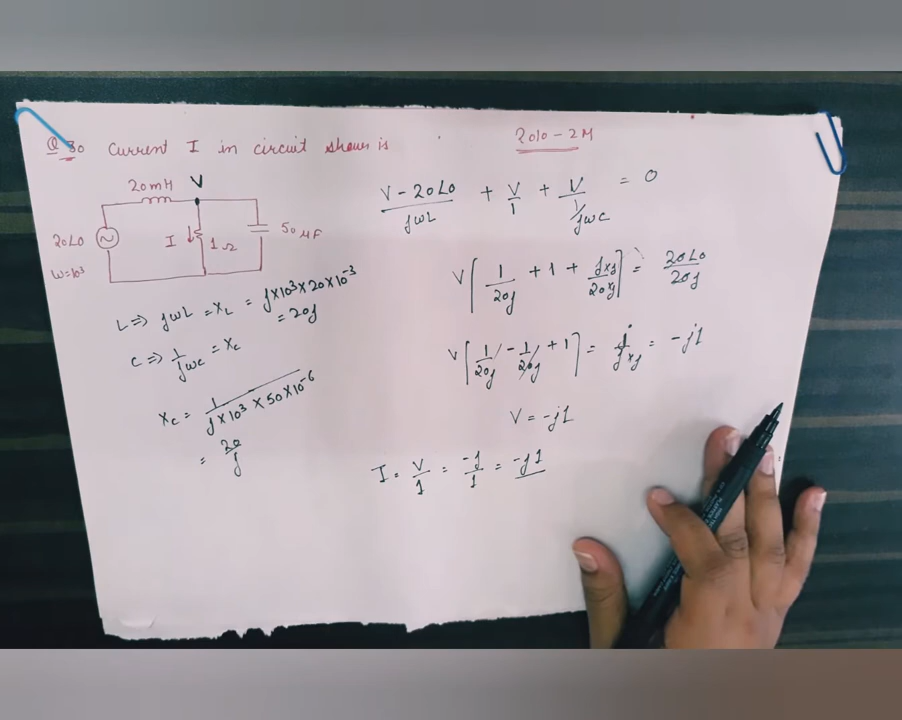 Q 30 Current I in circuit shown is
2010 - 2M
20mH V
20∠0
ω=10³
I 1Ω
50μF
L ⇒ jωL = X_L = j×10³×20×10⁻³
= 20j
C ⇒ 1/jωC = Xc
Xc = 1/(j×10³×50×10⁻⁶)
= 20/j
(V-20∠0)/jωL + V/1 + V/(1/jωC) = 0
V[1/20j + 1 + (j×j)/(20×j)] = 20∠0/20j
V[1/20j - 1/20j + 1] = = -j1
V = -j1
I = V/1 = -j/1 = -j1